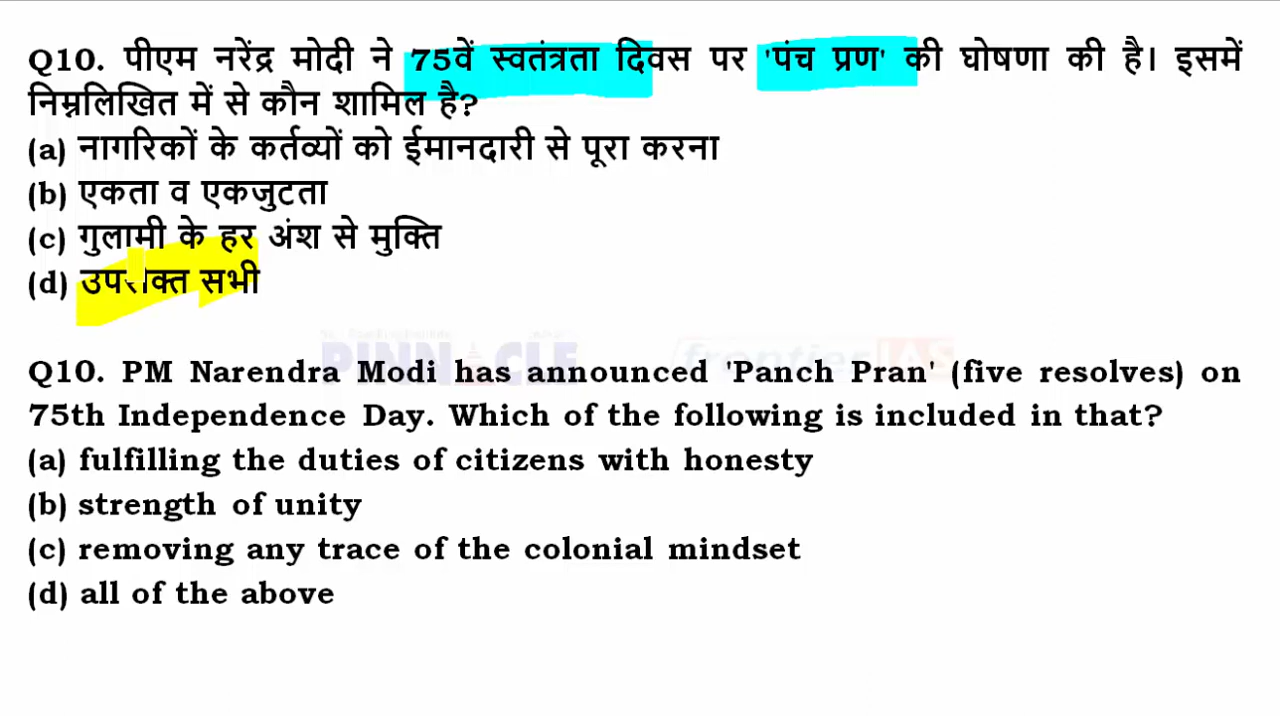 Q10. पीएम नरेंद्र मोदी ने 75वें स्वतंत्रता दिवस पर 'पंच प्रण' की घोषणा की है। इसमें
निम्नलिखित में से कौन शामिल है?
(a) नागरिकों के कर्तव्यों को ईमानदारी से पूरा करना
(b) एकता व एकजुटता
(c) गुलामी के हर अंश से मुक्ति
(d) उपरोक्त सभी
PINNACLE frontier IAS
Q10. PM Narendra Modi has announced 'Panch Pran' (five resolves) on
75th Independence Day. Which of the following is included in that?
(a) fulfilling the duties of citizens with honesty
(b) strength of unity
(c) removing any trace of the colonial mindset
(d) all of the above